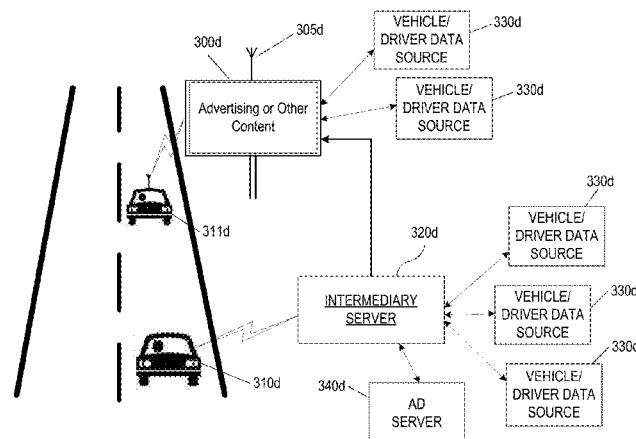 300d
305d
VEHICLE/
DRIVER DATA
SOURCE
330d
Advertising or Other
Content
VEHICLE/
DRIVER DATA
SOURCE
330d
311d
320d
INTERMEDIARY
SERVER
330d
VEHICLE/
DRIVER DATA
SOURCE
VEHICLE/
DRIVER DATA
SOURCE
330d
310d
340d
AD
SERVER
VEHICLE/
DRIVER DATA
SOURCE
330d